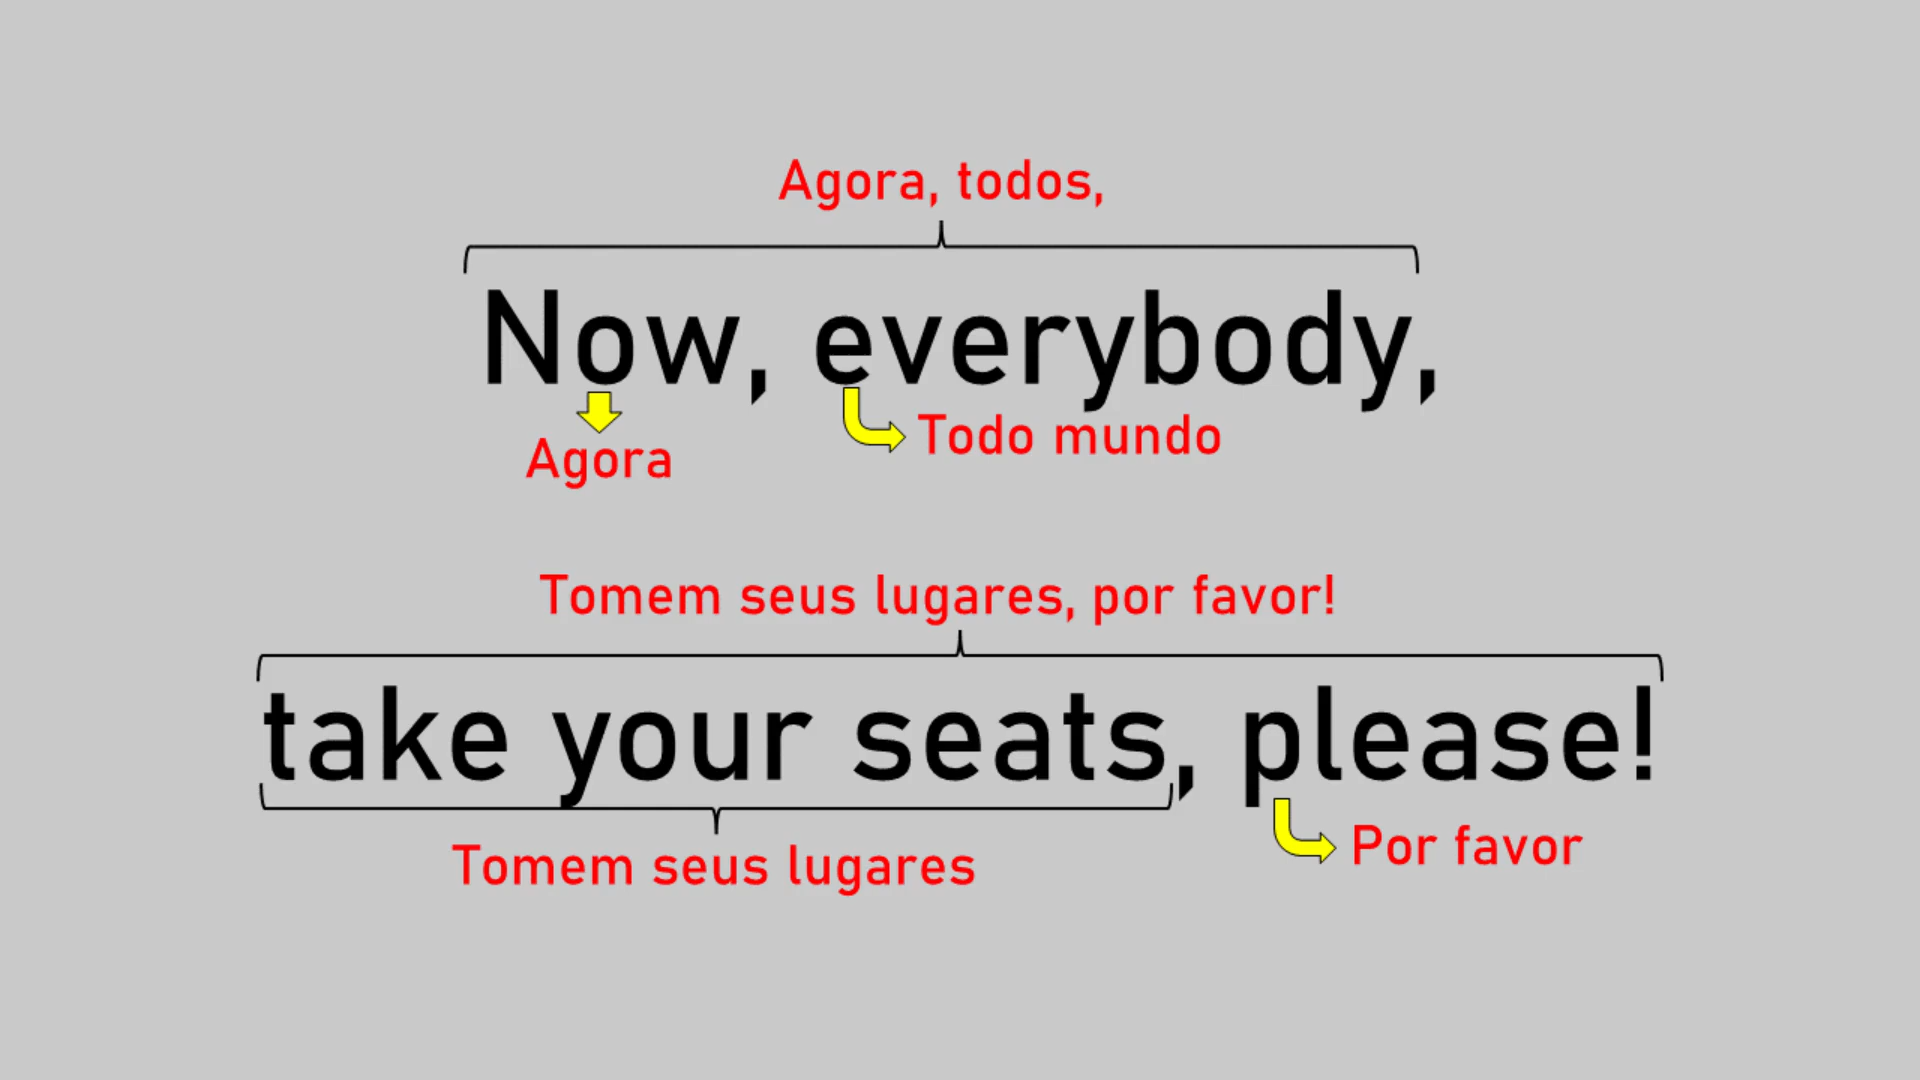 Agora, todos,
Now, everybody,
Todo mundo
Agora
Tomem seus lugares, por favor!
take your seats, please!
Por favor
Tomem seus lugares